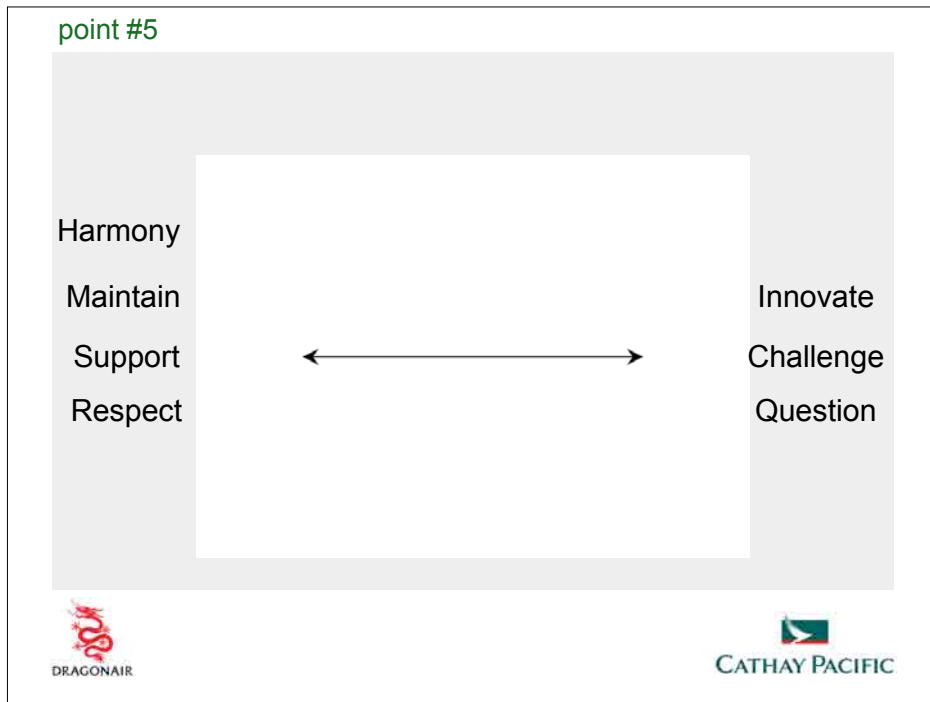 point #5
Harmony
Maintain
Innovate
Support
Challenge
Respect
Question
DRAGONAIR
CATHAY PACIFIC